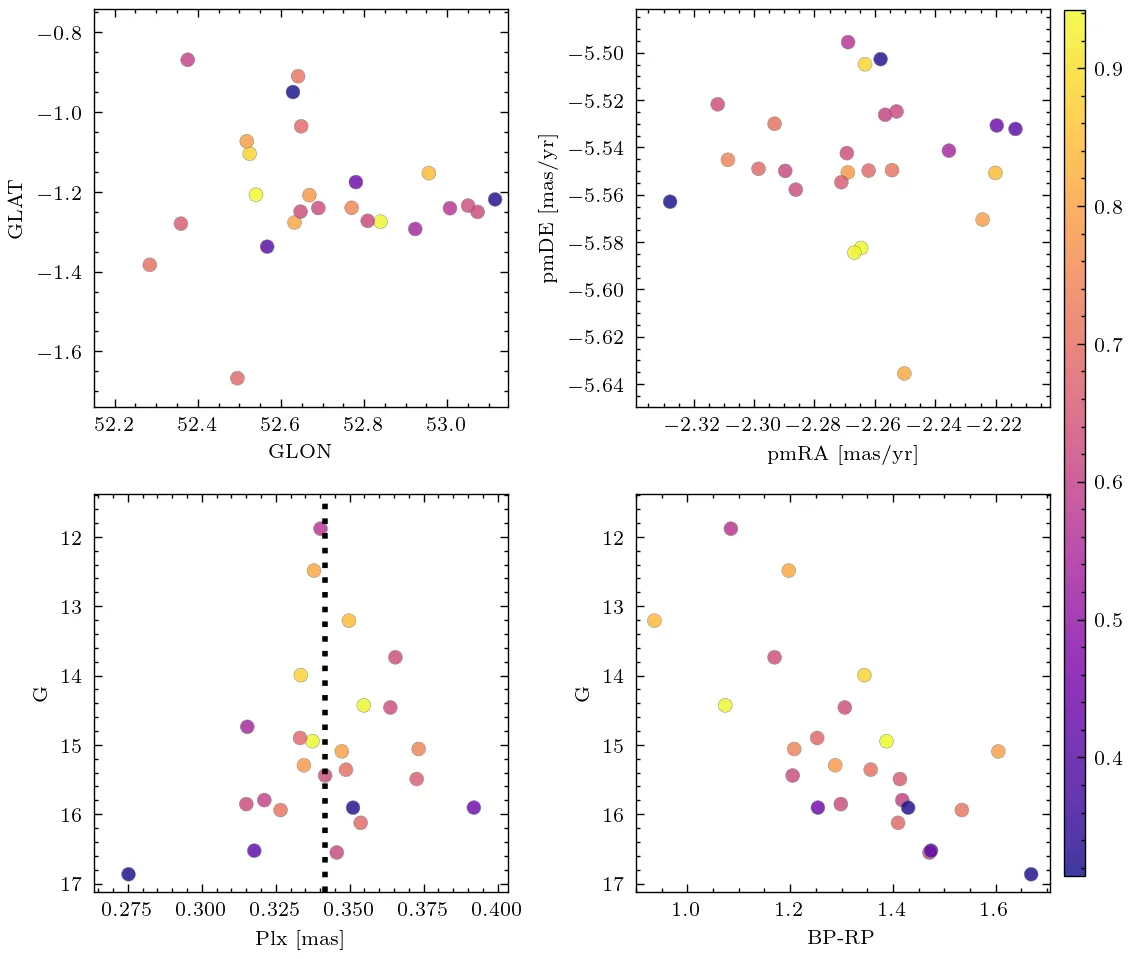 −0.8
−1.0
−1.2
−1.4
−1.6
GLAT
52.2 52.4 52.6 52.8 53.0
GLON
−5.50
−5.52
−5.54
−5.56
−5.58
−5.60
−5.62
−5.64
pmDE [mas/yr]
−2.32 −2.30 −2.28 −2.26 −2.24 −2.22
pmRA [mas/yr]
0.9
0.8
0.7
0.6
0.5
0.4
12
13
14
15
16
17
G
0.275 0.300 0.325 0.350 0.375 0.400
Plx [mas]
12
13
14
15
16
17
G
1.0 1.2 1.4 1.6
BP-RP